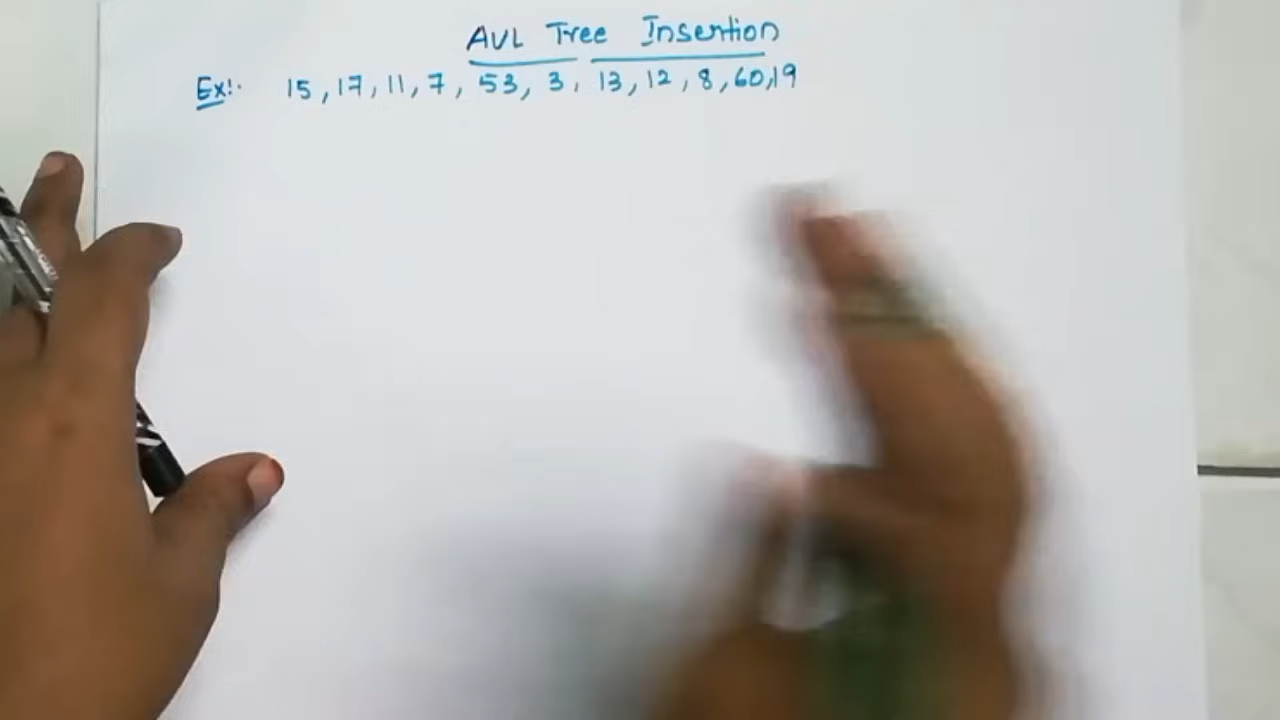 AVL Tree Insertion
Ex:- 15, 17, 11, 7, 53, 3, 13, 12, 8, 60, 19